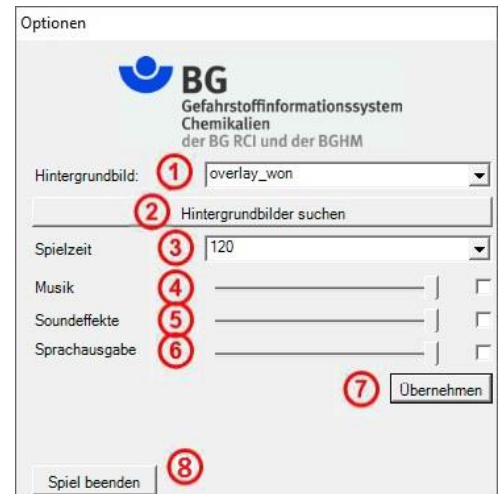 Optionen
BG
Gefahrstoffinformationssystem
Chemikalien
der BG RCI und der BGHM
Hintergrundbild: 1 overlay_won
2 Hintergrundbilder suchen
Spielzeit 3 120
Musik 4
Soundeffekte 5
Sprachausgabe 6
7 Übernehmen
Spiel beenden 8